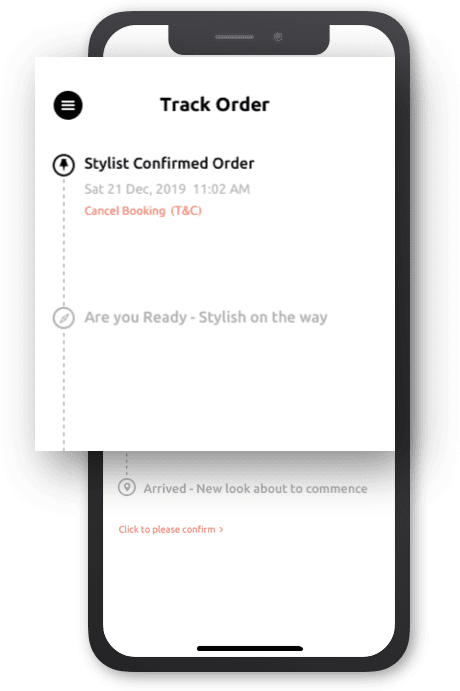 Track Order
Stylist Confirmed Order
Sat 21 Dec, 2019 11:02 AM
Cancel Booking (T&C)
Are you Ready - Stylish on the way
Arrived - New look about to commence
Click to please confirm >